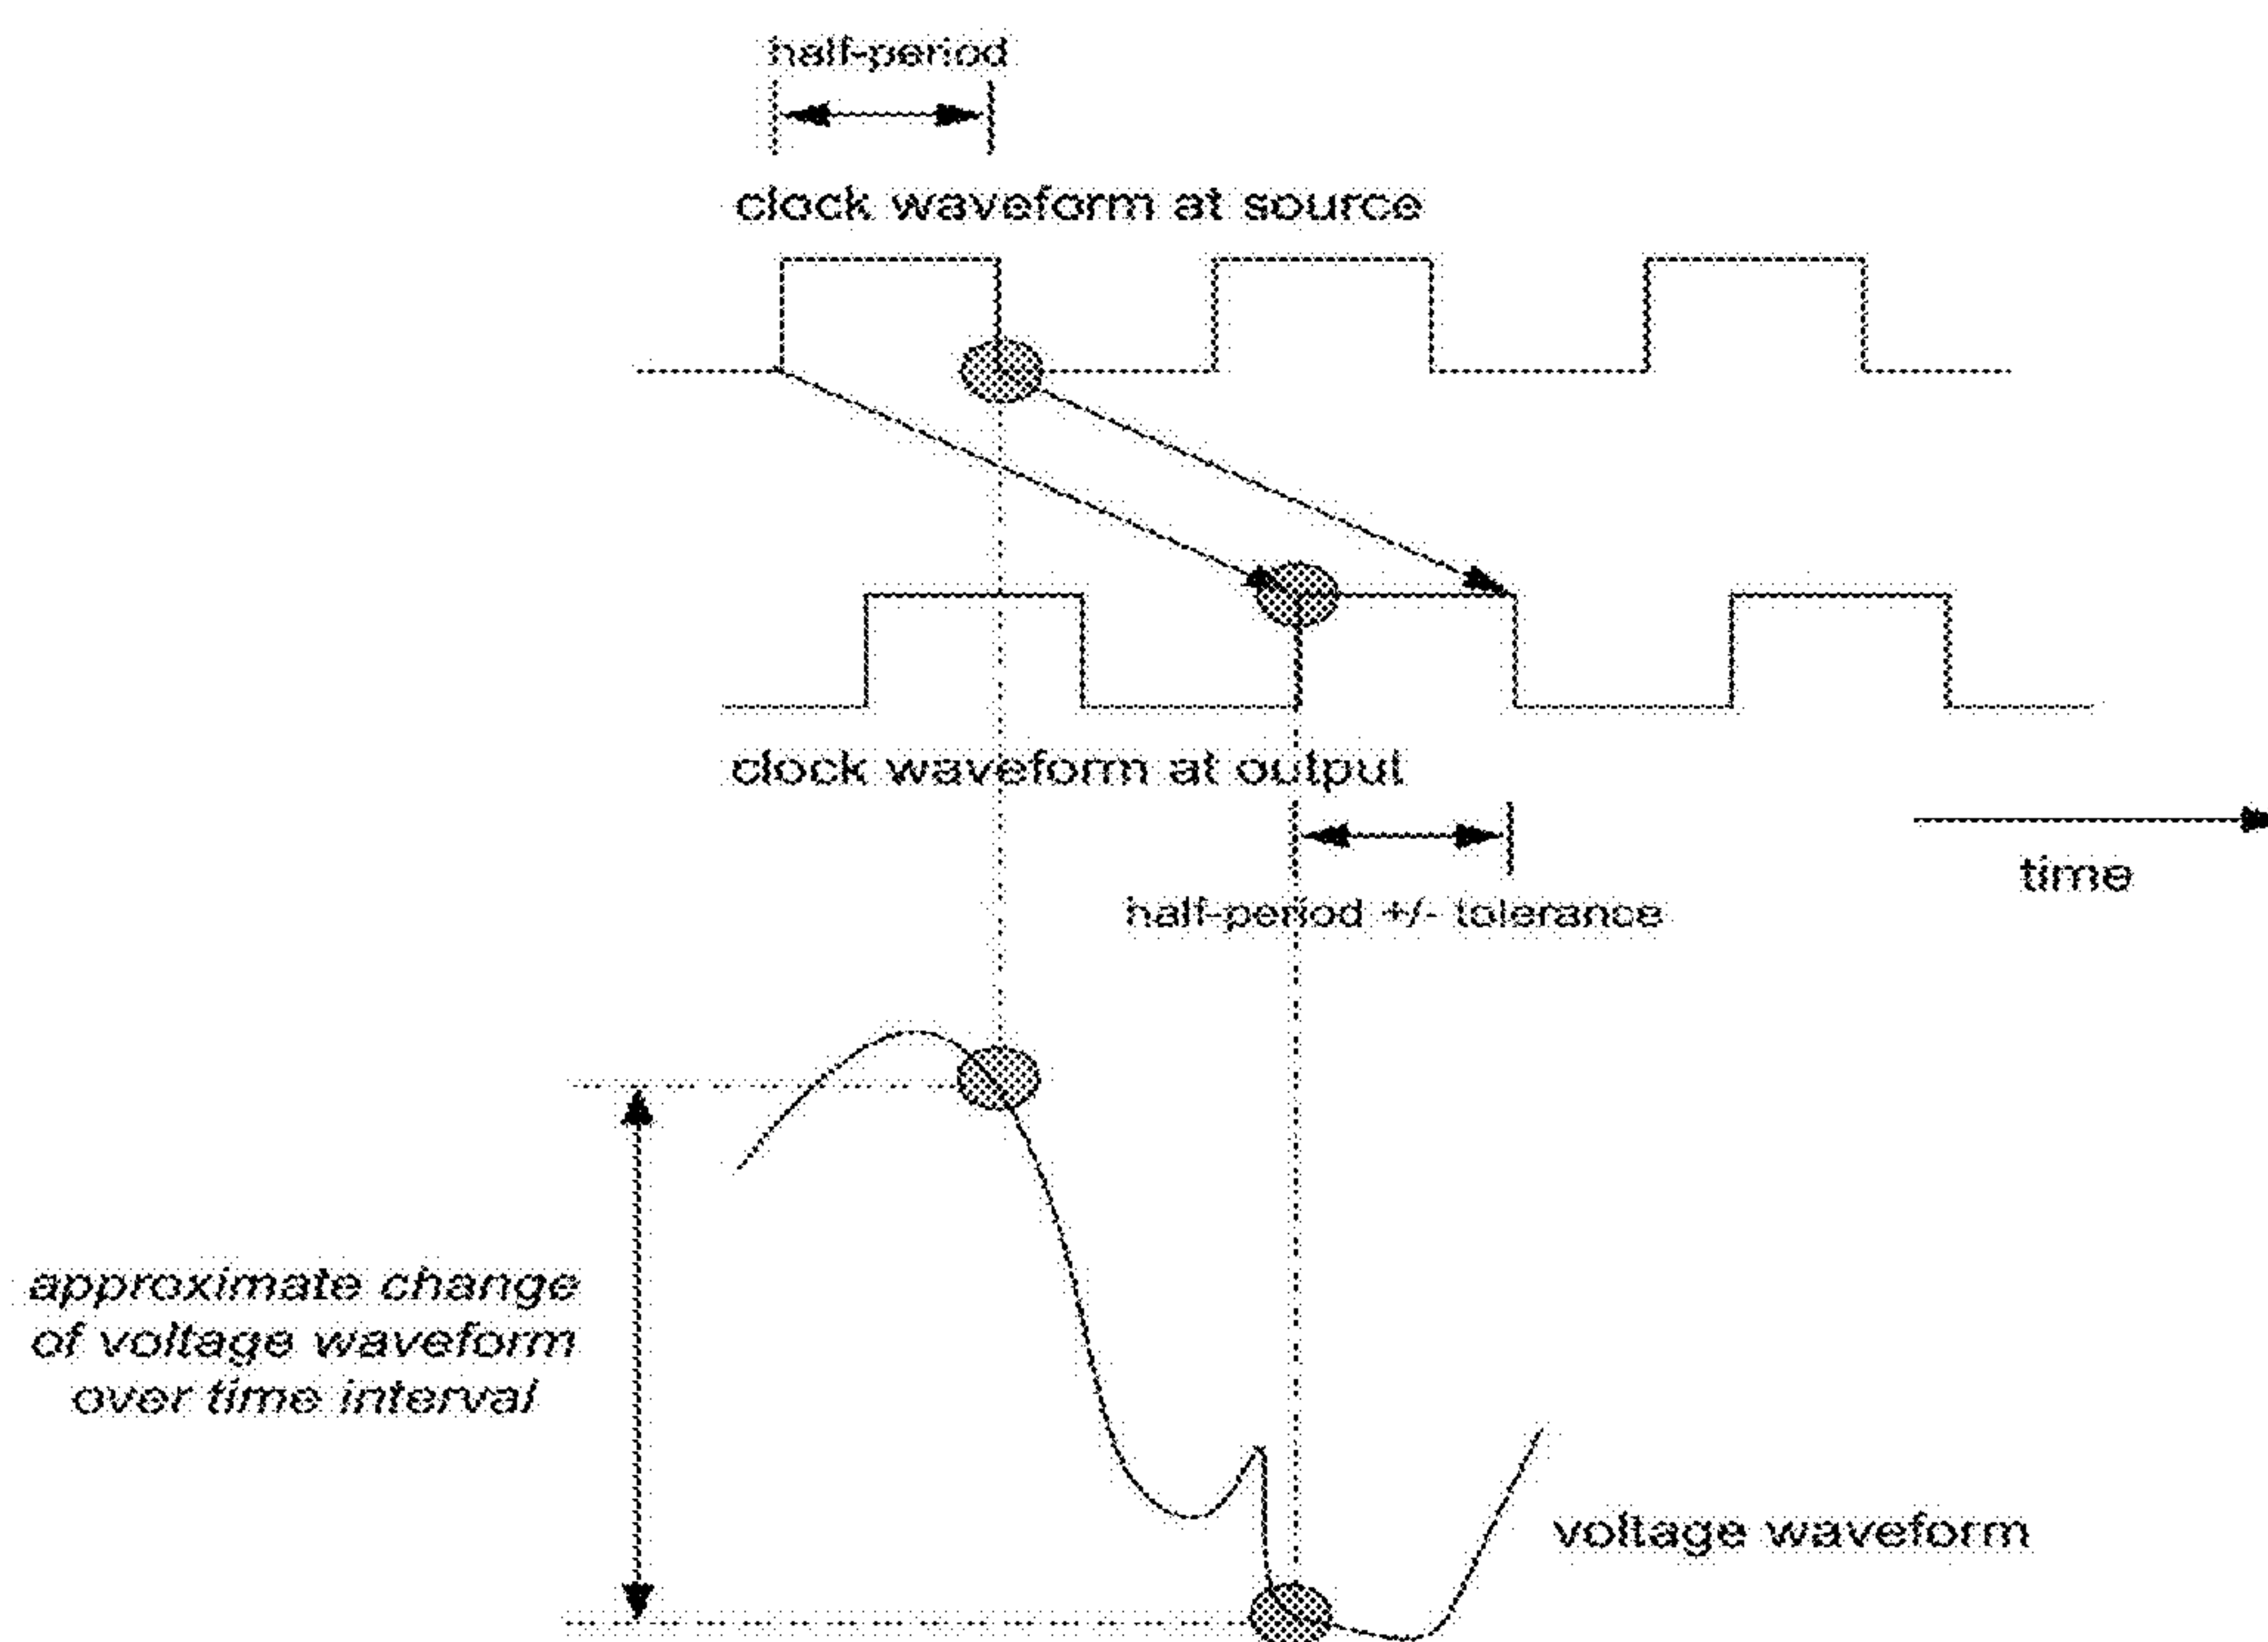 half-period
clock waveform at source
clock waveform at output
time
half-period +/- tolerance
approximate change
of voltage waveform
over time interval
voltage waveform